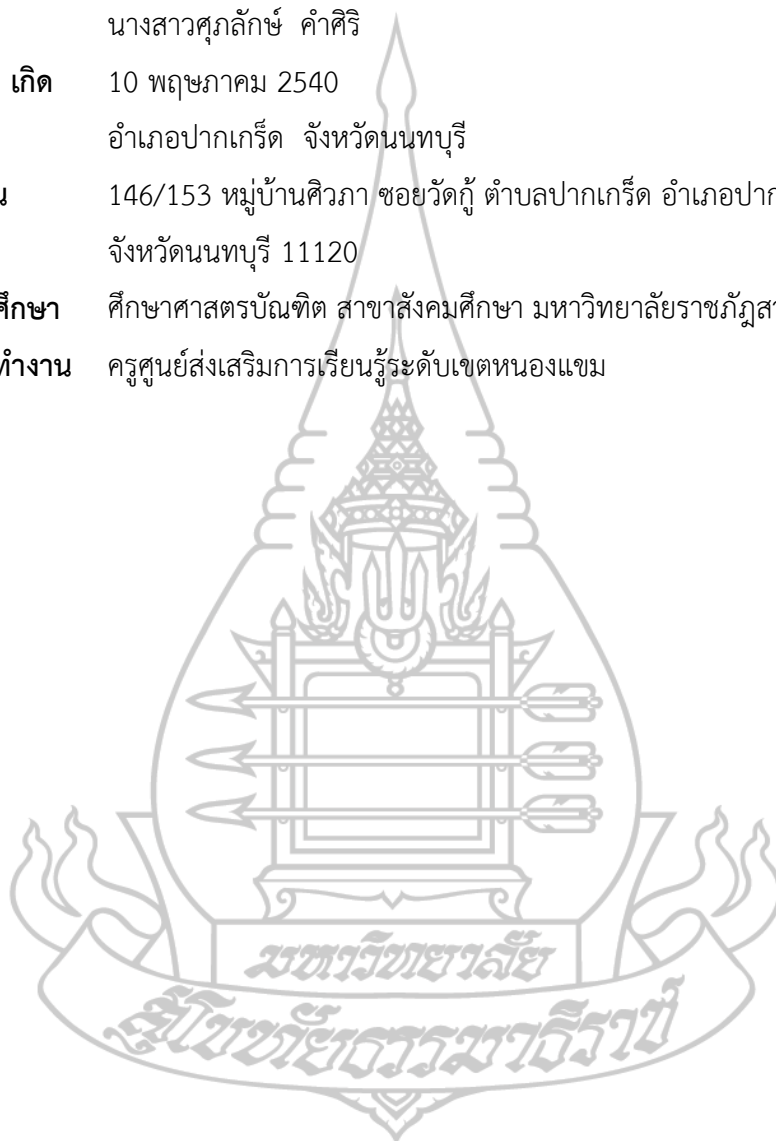 นางสาวศุภลักษ์ คำศิริ
เกิด 10 พฤษภาคม 2540
อำเภอปากเกร็ด จังหวัดนนทบุรี
146/153 หมู่บ้านศิวภา ซอยวัดกู้ ตำบลปากเกร็ด อำเภอปาก
จังหวัดนนทบุรี 11120
ศึกษา ศึกษาศาสตรบัณฑิต สาขาสังคมศึกษา มหาวิทยาลัยราชภัฏสา
ทำงาน ครูศูนย์ส่งเสริมการเรียนรู้ระดับเขตหนองแขม
มหาวิทยาลัย
สุโขทัยธรรมาธิราช